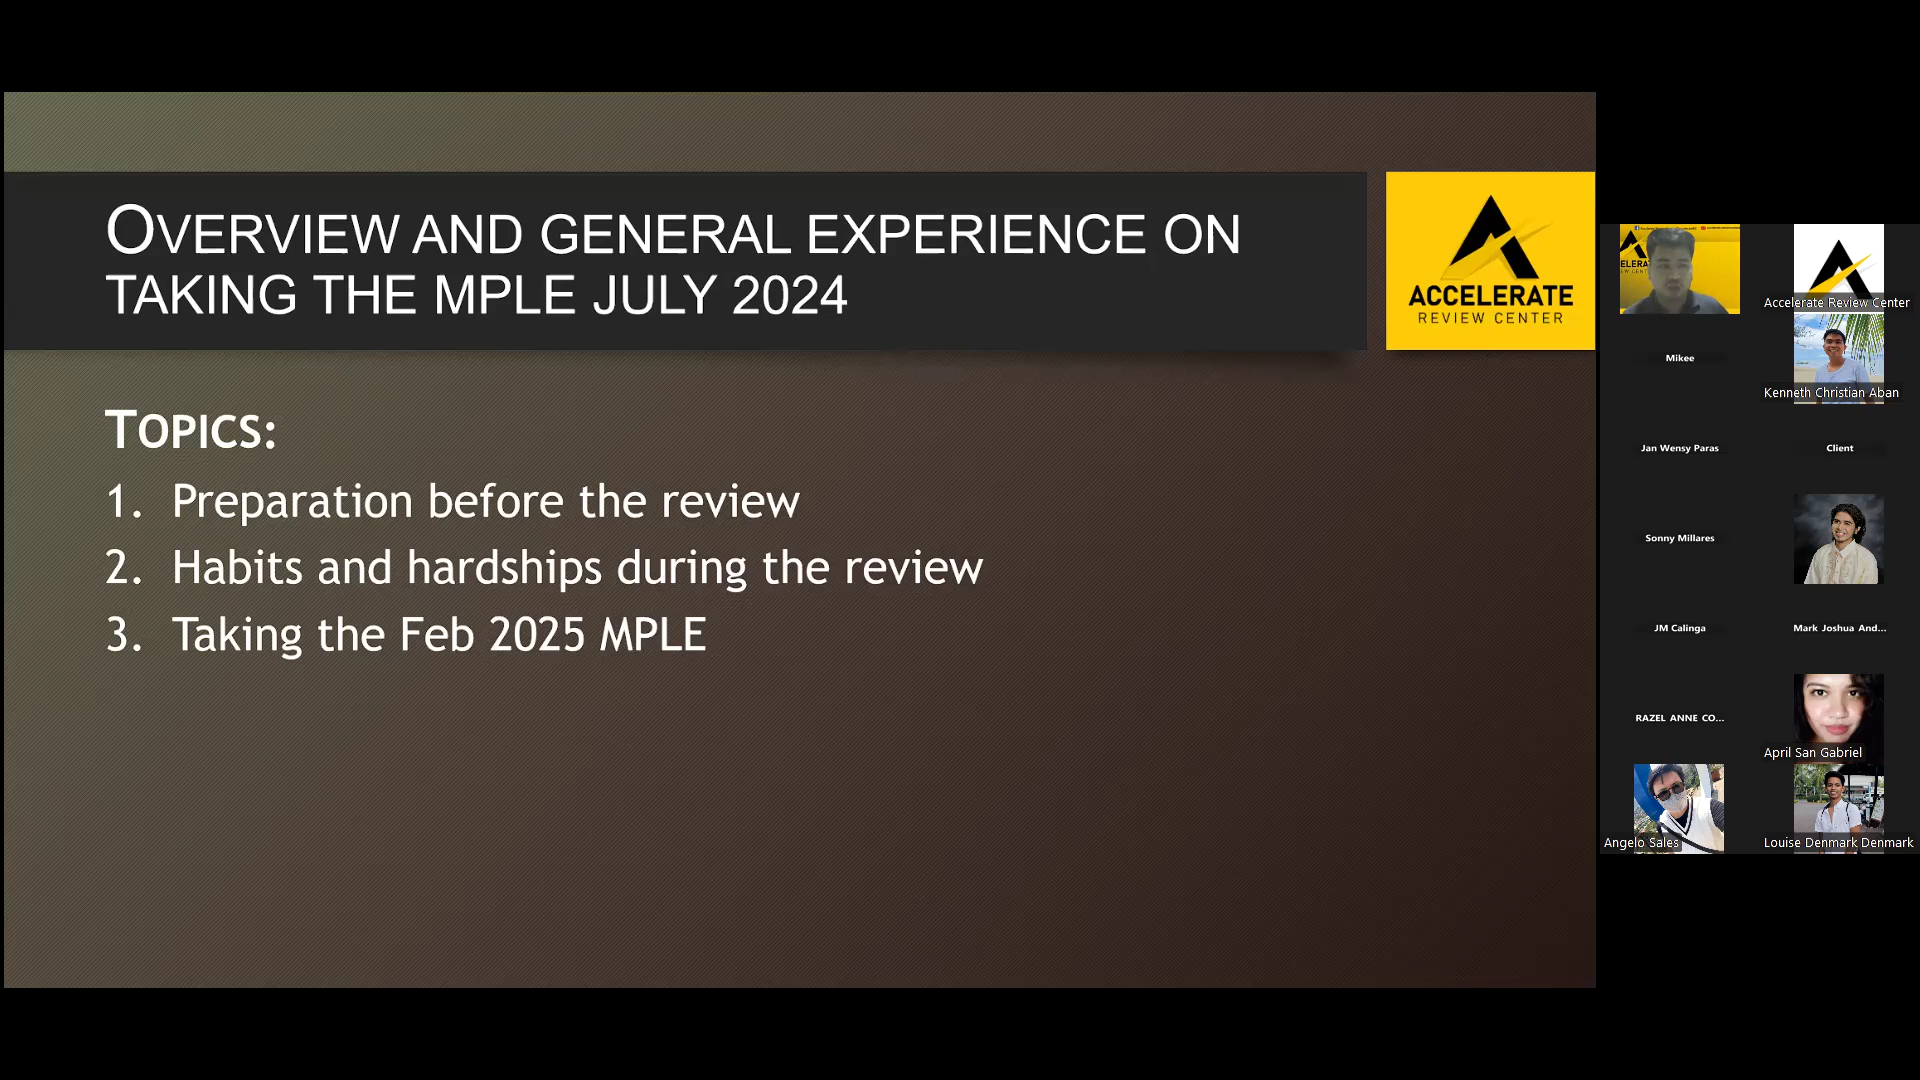 OVERVIEW AND GENERAL EXPERIENCE ON
TAKING THE MPLE JULY 2024
ACCELERATE
REVIEW CENTER
TOPICS:
1. Preparation before the review
2. Habits and hardships during the review
3. Taking the Feb 2025 MPLE
Accelerate Review Center
Mikee
Kenneth Christian Aban
Jan Wensy Paras
Client
Sonny Millares
JM Calinga
Mark Joshua And...
RAZEL ANNE CO...
April San Gabriel
Angelo Sales
Louise Denmark Denmark